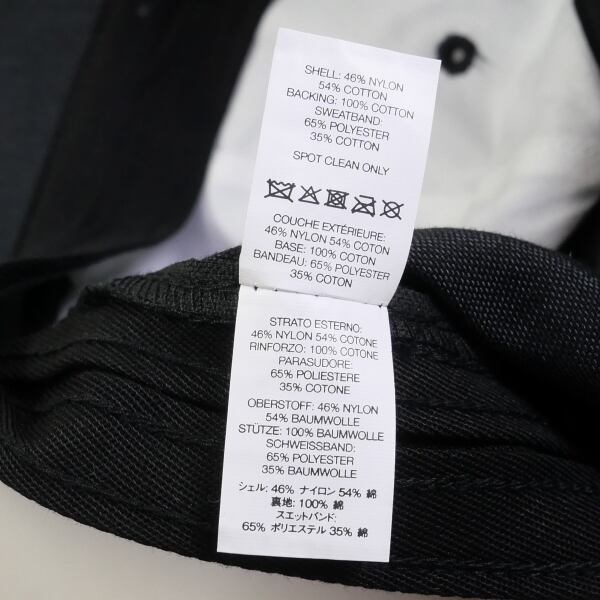 SHELL: 46% NYLON
54% COTTON
BACKING: 100% COTTON
SWEATBAND:
65% POLYESTER
35% COTTON
SPOT CLEAN ONLY
COUCHE EXTÉRIEURE:
46% NYLON 54% COTON
BASE: 100% COTON
BANDEAU: 65% POLYESTER
35% COTON
STRATO ESTERNO:
46% NYLON 54% COTONE
RINFORZO: 100% COTONE
PARASUDORE:
65% POLIESTERE
35% COTONE
OBERSTOFF: 46% NYLON
54% BAUMWOLLE
STÜTZE: 100% BAUMWOLLE
SCHWEISSBAND:
65% POLYESTER
35% BAUMWOLLE
シェル: 46% ナイロン 54% 綿
裏地: 100% 綿
スエットバンド:
65% ポリエステル 35% 綿